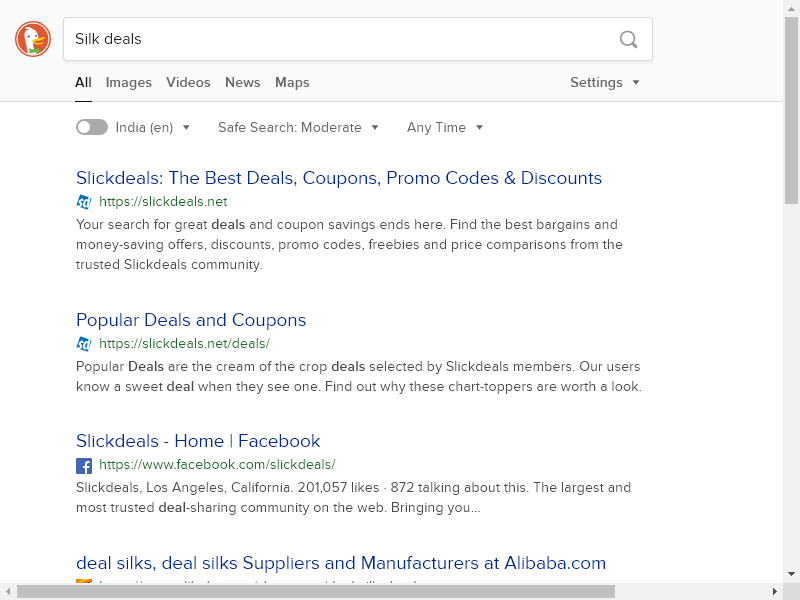 Silk deals
All Images Videos News Maps Settings
India (en) Safe Search: Moderate Any Time
Slickdeals: The Best Deals, Coupons, Promo Codes & Discounts
https://slickdeals.net
Your search for great deals and coupon savings ends here. Find the best bargains and
money-saving offers, discounts, promo codes, freebies and price comparisons from the
trusted Slickdeals community.
Popular Deals and Coupons
https://slickdeals.net/deals/
Popular Deals are the cream of the crop deals selected by Slickdeals members. Our users
know a sweet deal when they see one. Find out why these chart-toppers are worth a look.
Slickdeals - Home | Facebook
https://www.facebook.com/slickdeals/
Slickdeals, Los Angeles, California. 201,057 likes · 872 talking about this. The largest and
most trusted deal-sharing community on the web. Bringing you...
deal silks, deal silks Suppliers and Manufacturers at Alibaba.com